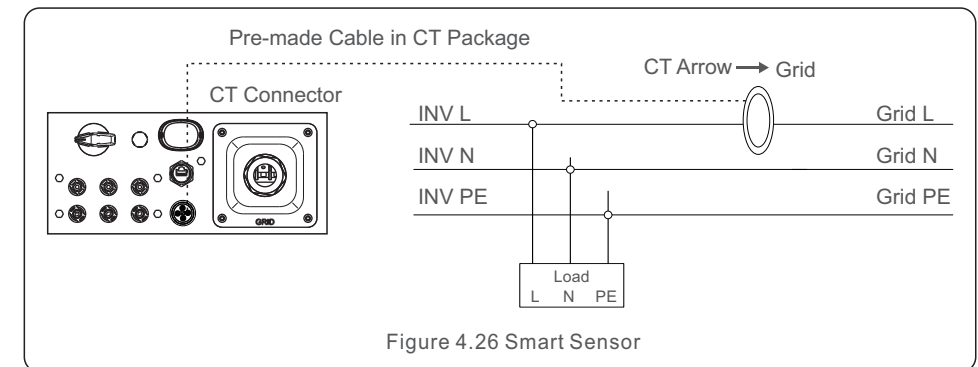 Pre-made Cable in CT Package
CT Arrow → Grid
CT Connector
INV L Grid L
INV N Grid N
INV PE Grid PE
GRID
Load
L N PE
Figure 4.26 Smart Sensor